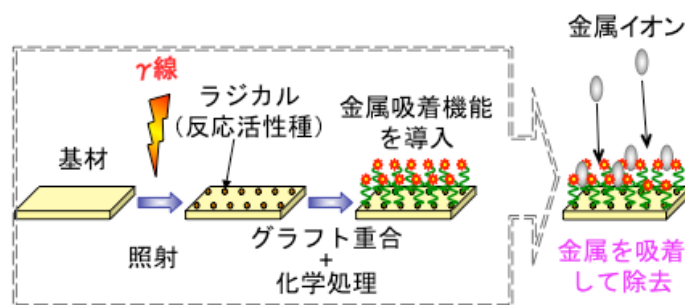 金属イオン
γ線
ラジカル
(反応活性種)
金属吸着機能
を導入
基材
照射
グラフト重合
+
化学処理
金属を吸着
して除去